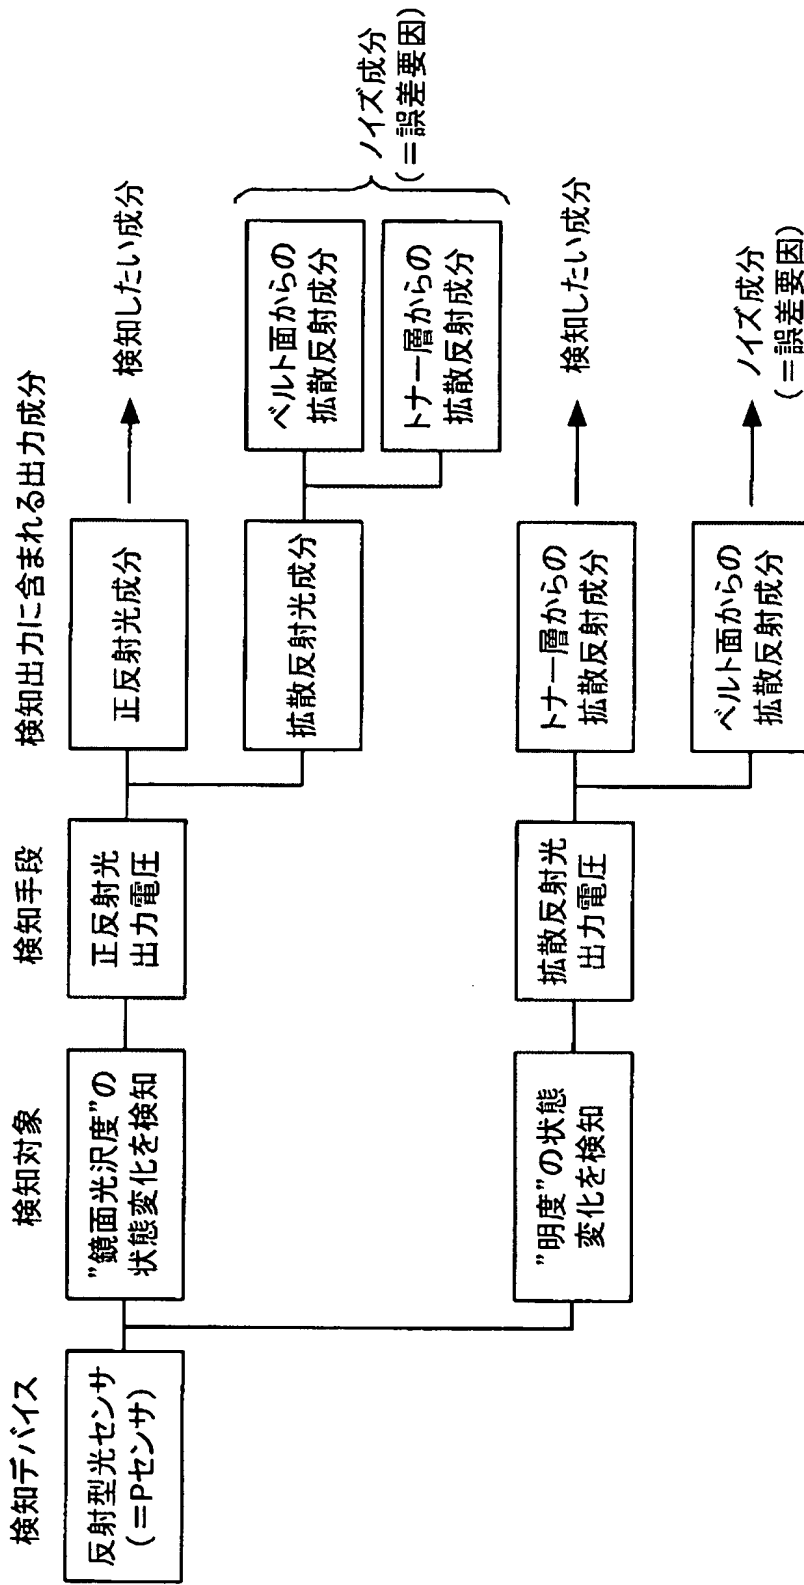 検知デバイス
検知対象
検知手段
検知出力に含まれる出力成分
反射型光センサ
(＝Pセンサ)
”鏡面光沢度”の
状態変化を検知
正反射光
出力電圧
正反射光成分
検知したい成分
拡散反射光成分
ベルト面からの
拡散反射成分
トナー層からの
拡散反射成分
ノイズ成分
(＝誤差要因)
”明度”の状態
変化を検知
拡散反射光
出力電圧
トナー層からの
拡散反射成分
検知したい成分
ベルト面からの
拡散反射成分
ノイズ成分
(＝誤差要因)